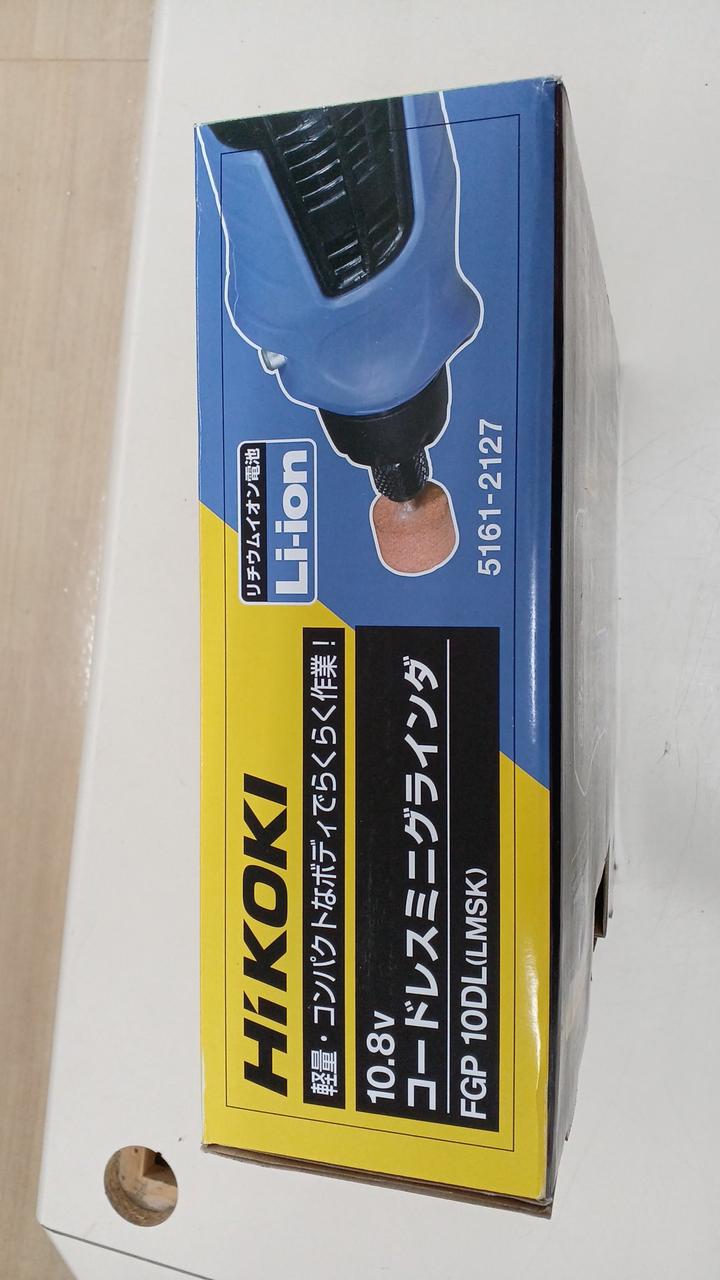 HiKOKI
軽量・コンパクトなボディでらくらく作業！
10.8v
コードレスミニグラインダ
FGP 10DL(LMSK)
リチウムイオン電池
Li-ion
5161-2127